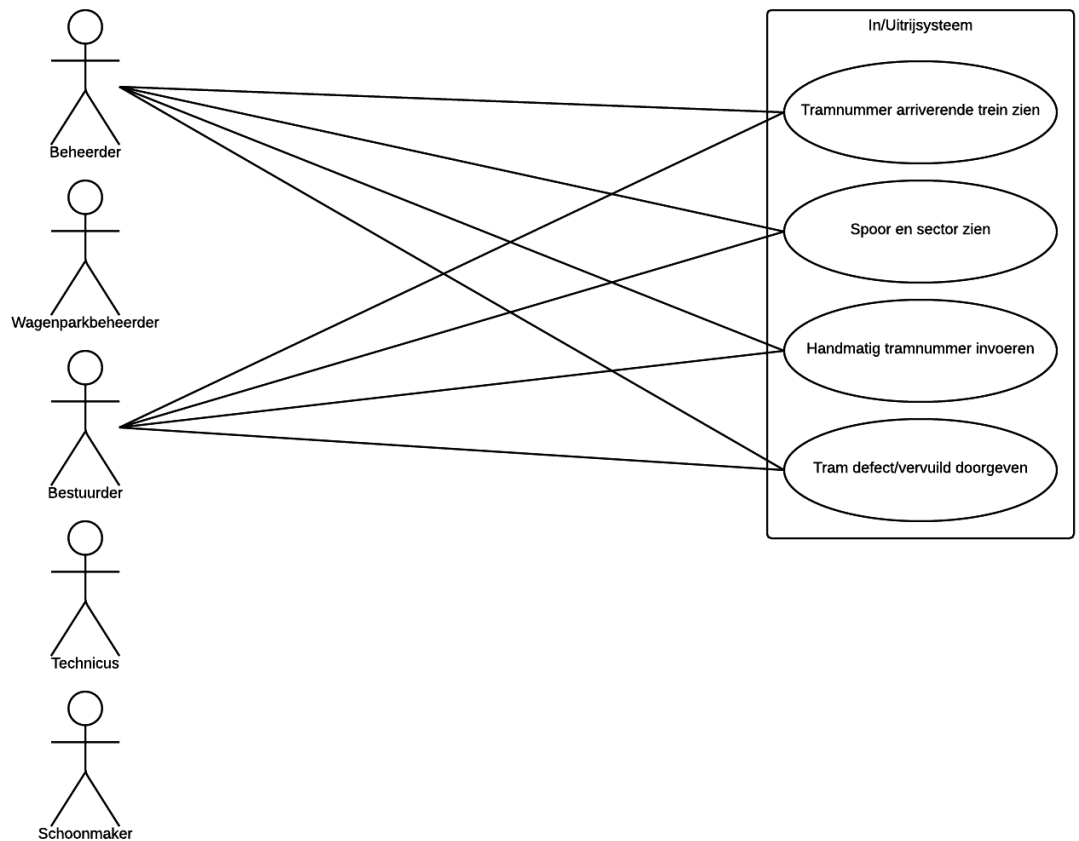 In/Uitrijsysteem
Tramnummer arriverende trein zien
Beheerder
Spoor en sector zien
Wagenparkbeheerder
Handmatig tramnummer invoeren
Tram defect/vervuild doorgeven
Bestuurder
Technicus
Schoonmaker